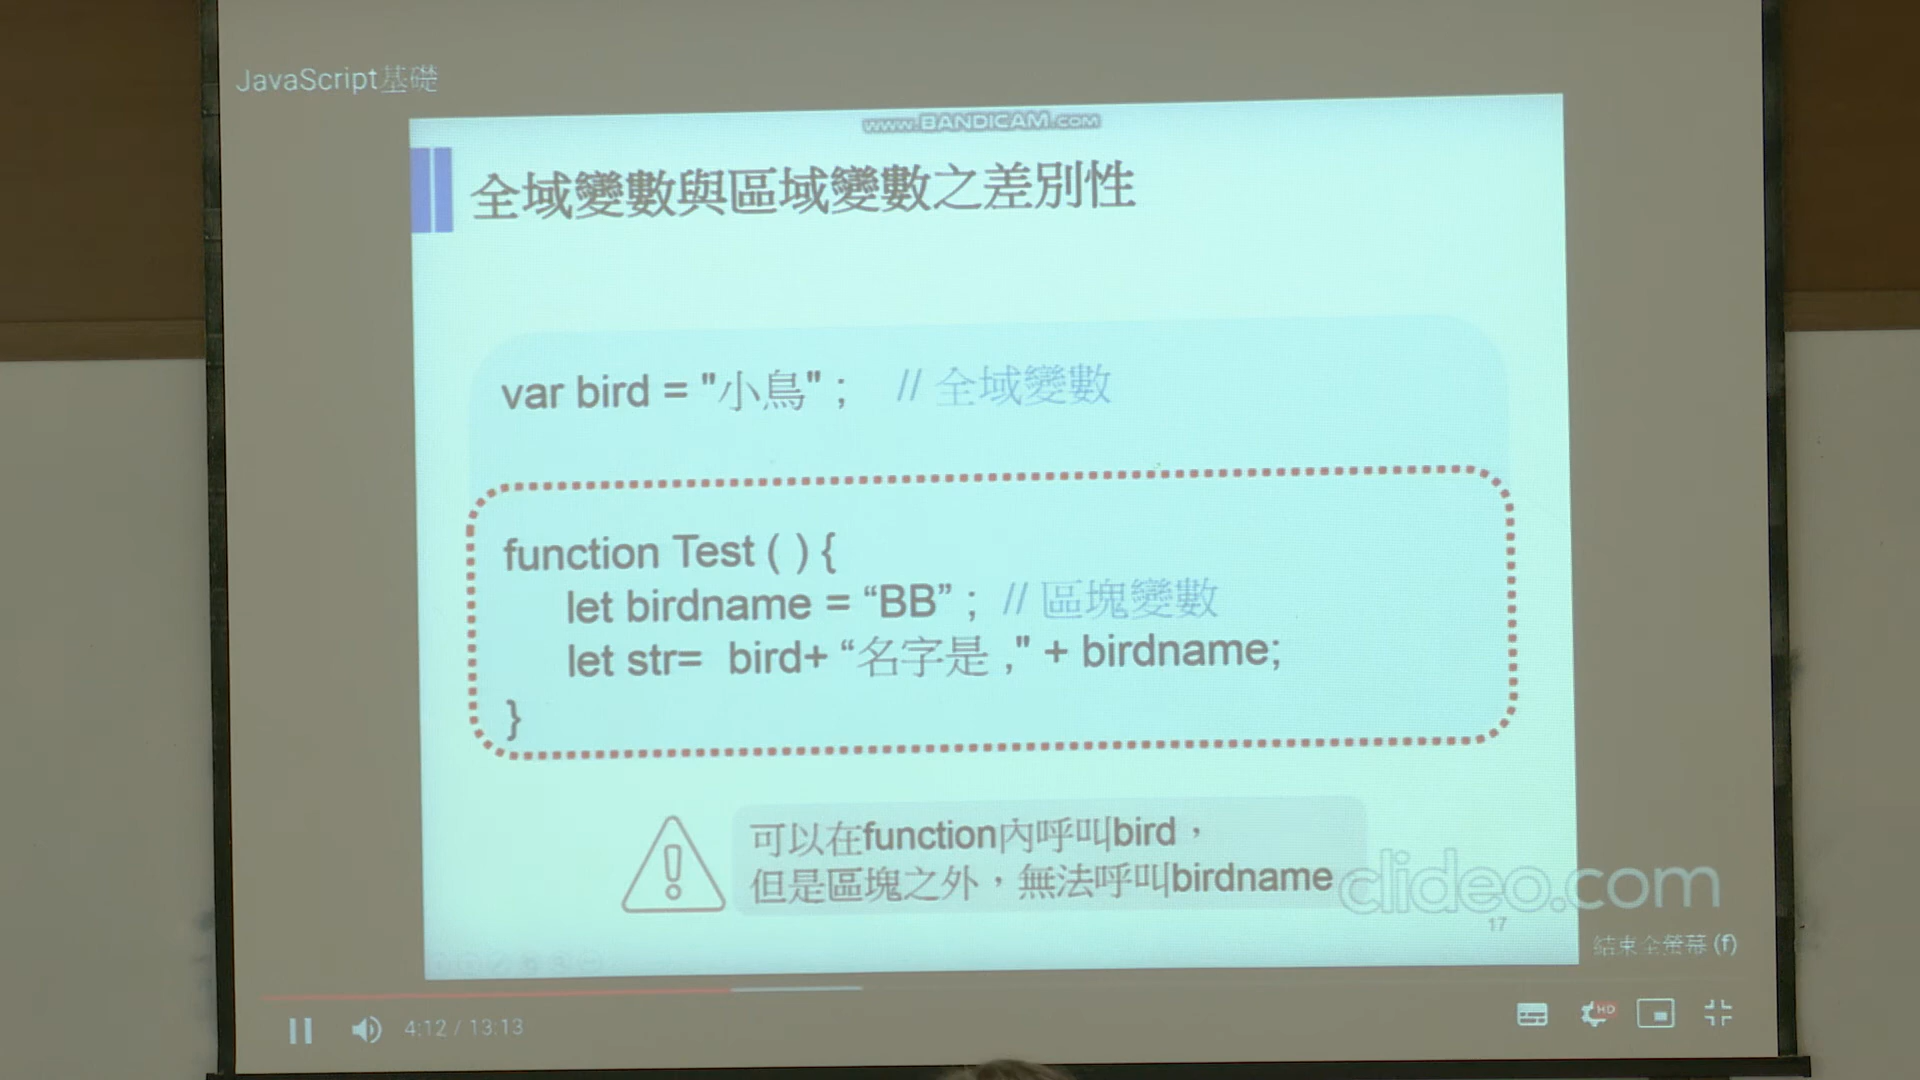 JavaScript基礎
www.BANDICAM.com
全域變數與區域變數之差別性
var bird = "小鳥" ; // 全域變數
function Test ( ) {
let birdname = “BB” ; // 區塊變數
let str= bird+ “名字是 ," + birdname;
}
可以在function內呼叫bird，
但是區塊之外，無法呼叫birdname
clideo.com
17
結束全螢幕 (f)
4:12 / 13:13
HD